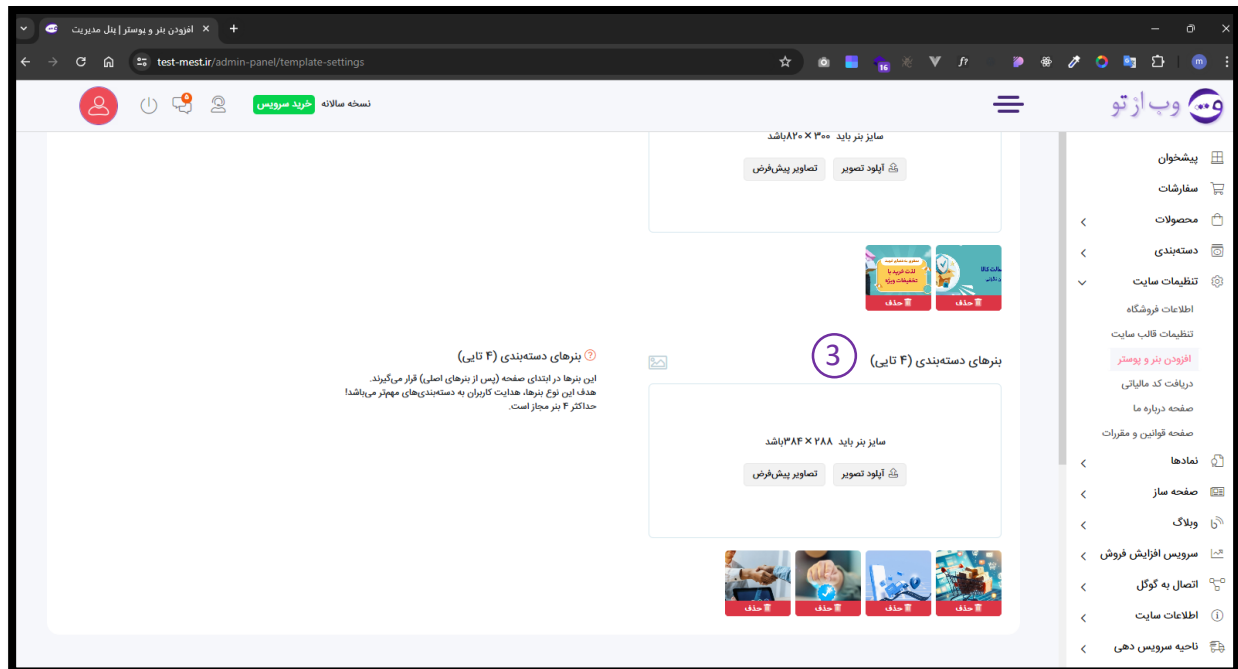 افزودن بنر و پوستر | پنل مدیریت
test-mest.ir/admin-panel/template-settings
16
f?
m
وب از تو
نسخه سالانه
خرید سرویس
پیشخوان
سفارشات
محصولات
دسته‌بندی
تنظیمات سایت
اطلاعات فروشگاه
تنظیمات قالب سایت
افزودن بنر و پوستر
دریافت کد مالیاتی
صفحه درباره ما
صفحه قوانین و مقررات
نمادها
صفحه ساز
وبلاگ
سرویس افزایش فروش
اتصال به گوگل
اطلاعات سایت
ناحیه سرویس دهی
سایز بنر باید ۳۰۰ × ۸۲۰باشد
آپلود تصویر
تصاویر پیش‌فرض
لذت خرید با
تخفیفات ویژه
حذف
حذف
بنرهای دسته‌بندی (۴ تایی)
3
سایز بنر باید ۲۸۸ × ۳۸۴باشد
آپلود تصویر
تصاویر پیش‌فرض
حذف
حذف
حذف
حذف
بنرهای دسته‌بندی (۴ تایی)
این بنرها در ابتدای صفحه (پس از بنرهای اصلی) قرار می‌گیرند.
هدف این نوع بنرها، هدایت کاربران به دسته‌بندی‌های مهم‌تر می‌باشد!
حداکثر ۴ بنر مجاز است.